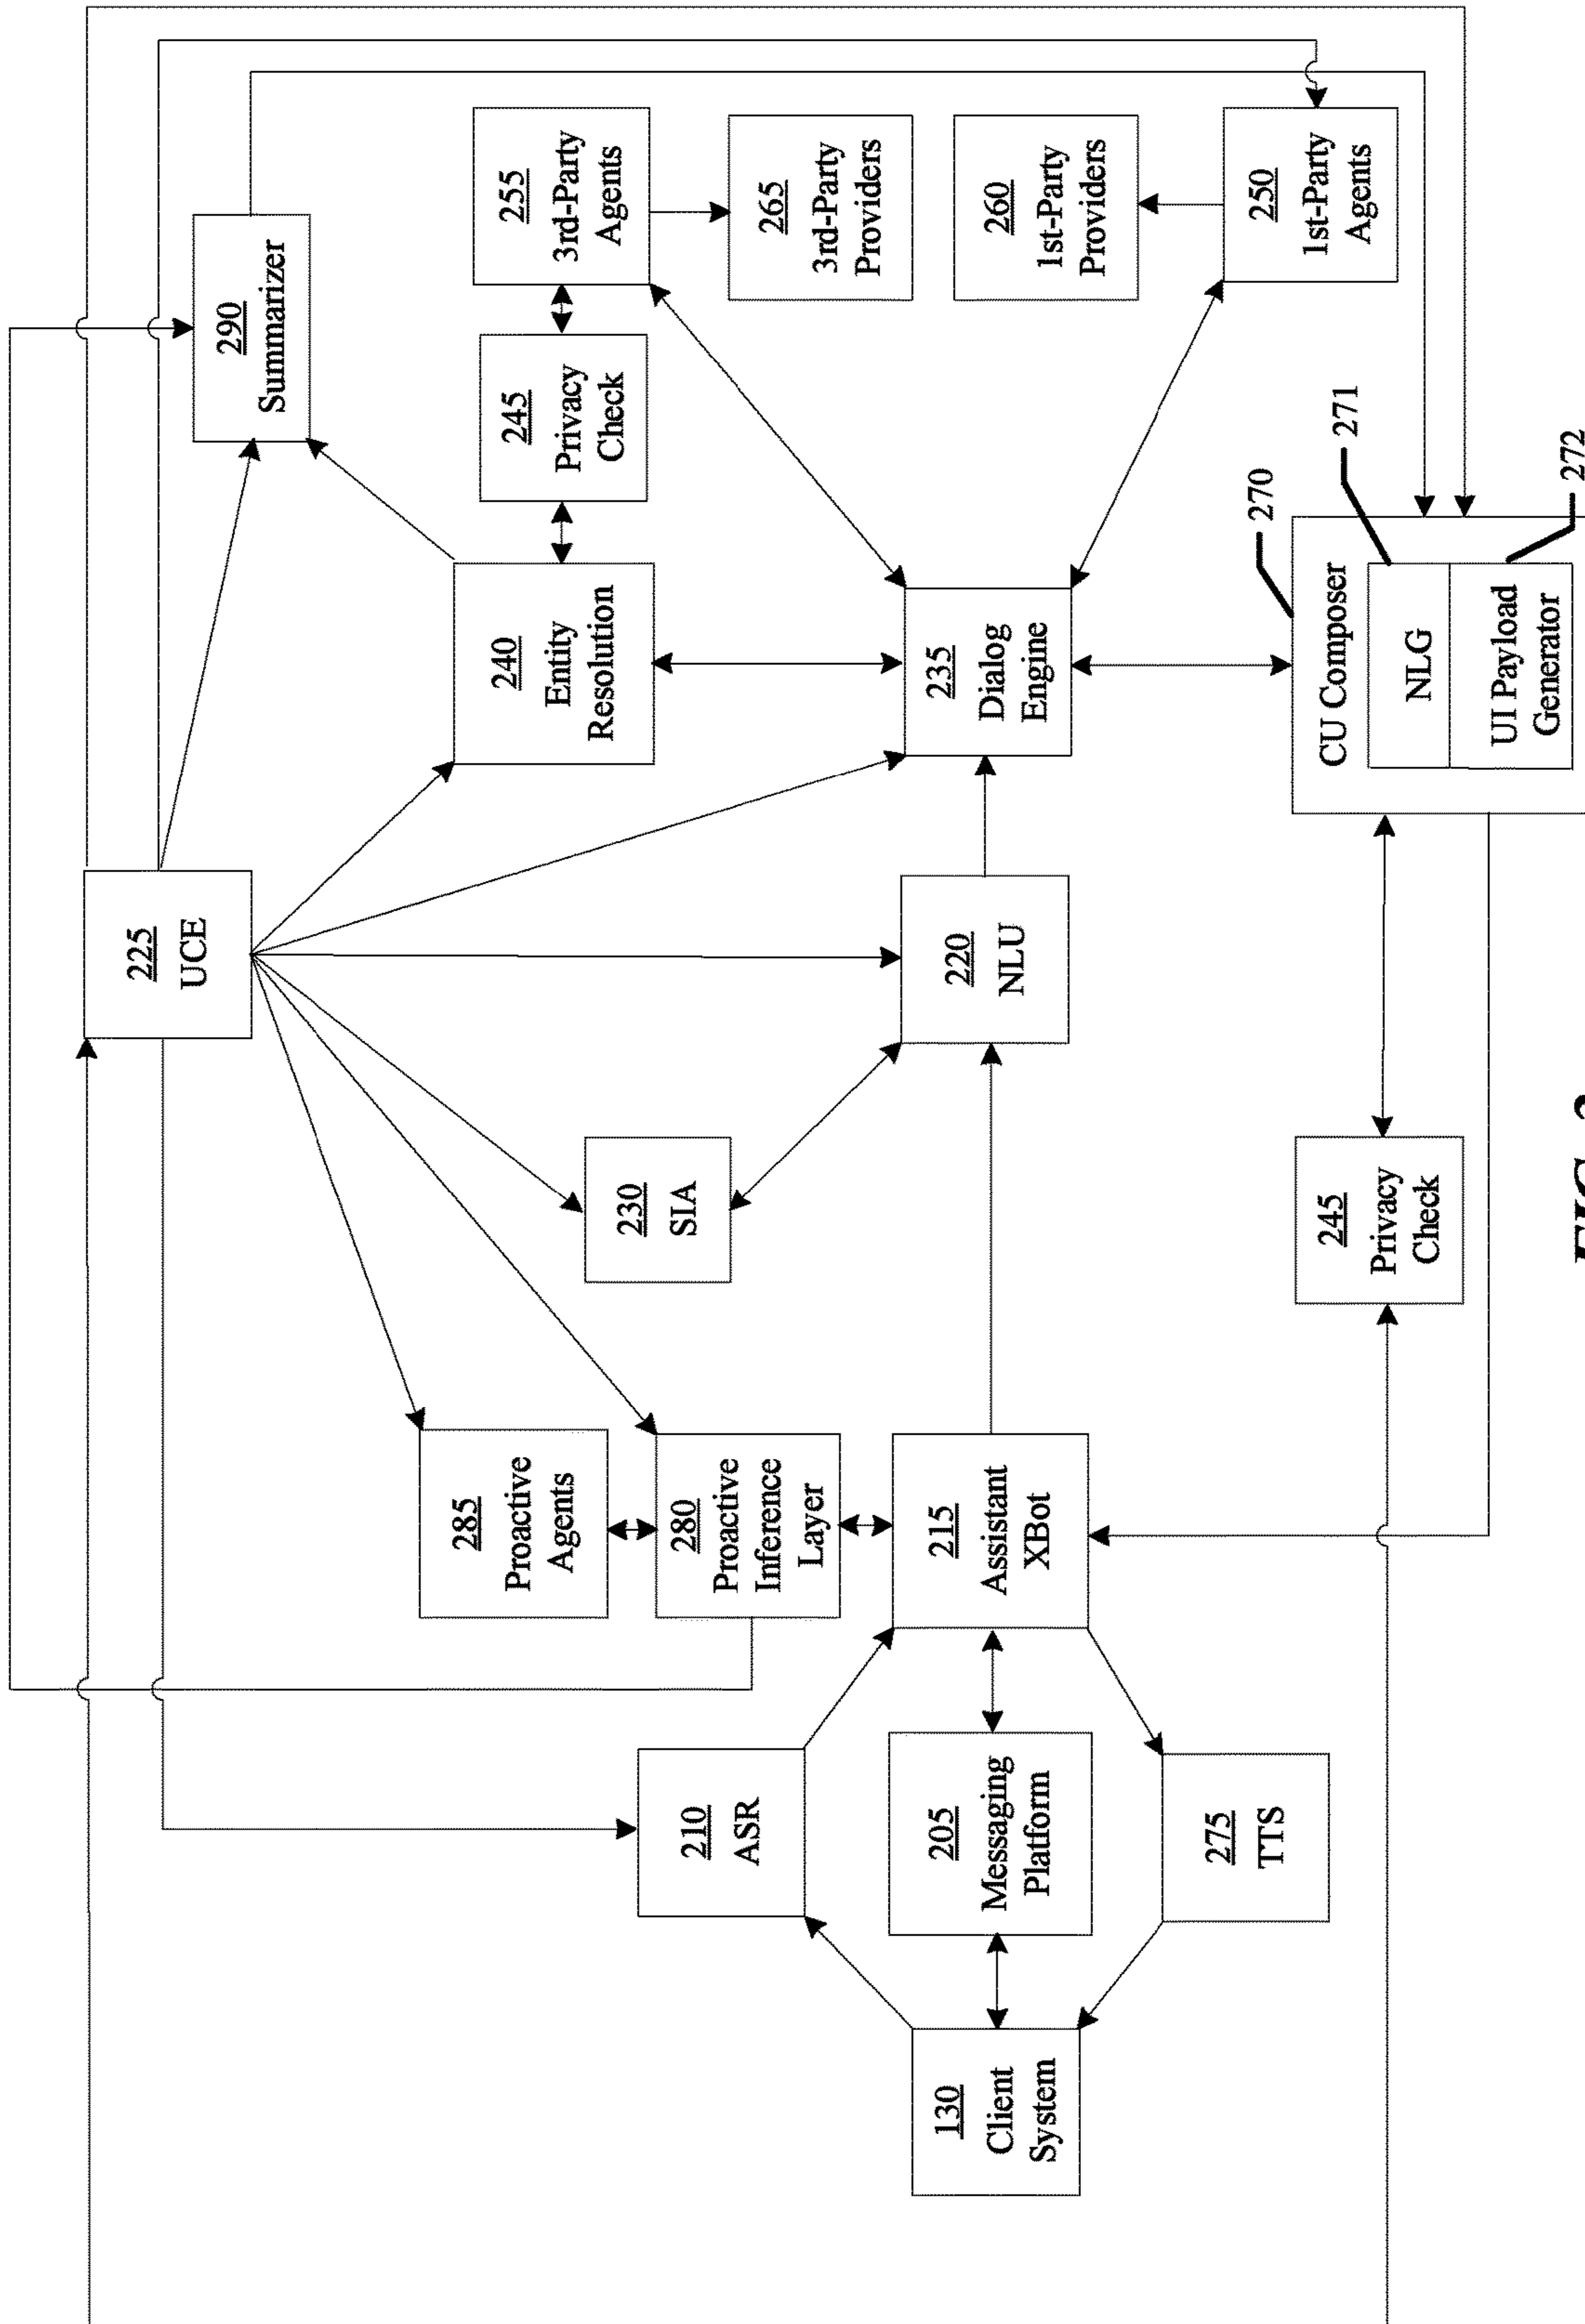 225
UCE
290
Summarizer
285
Proactive
Agents
240
Entity
Resolution
245
Privacy
Check
255
3rd-Party
Agents
230
SIA
210
ASR
280
Proactive
Inference
Layer
265
3rd-Party
Providers
130
Client
System
205
Messaging
Platform
215
Assistant
XBot
220
NLU
235
Dialog
Engine
260
1st-Party
Providers
275
TTS
250
1st-Party
Agents
245
Privacy
Check
270
CU Composer
271
NLG
UI Payload
Generator
272
FIG.